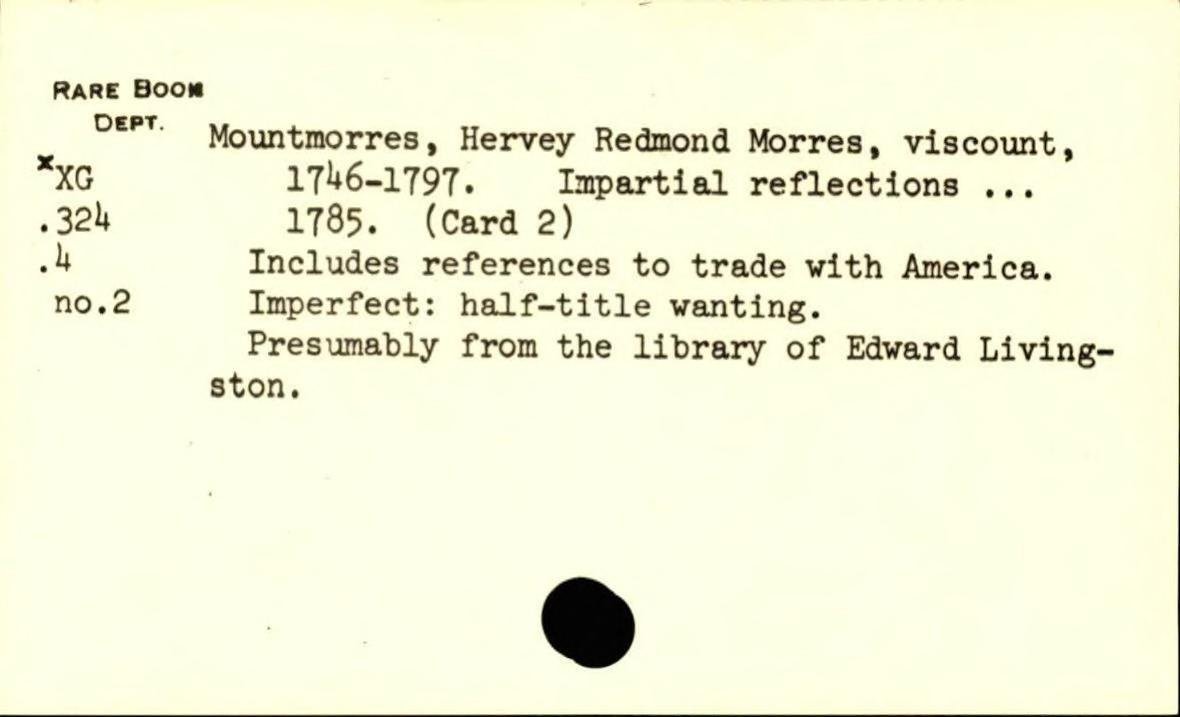 RARE BOOK
DEPT.
Mountmorres, Hervey Redmond Morres, viscount,
xXG 1746-1797. Impartial reflections ...
.324 1785. (Card 2)
.4 Includes references to trade with America.
no.2 Imperfect: half-title wanting.
Presumably from the library of Edward Living-
ston.